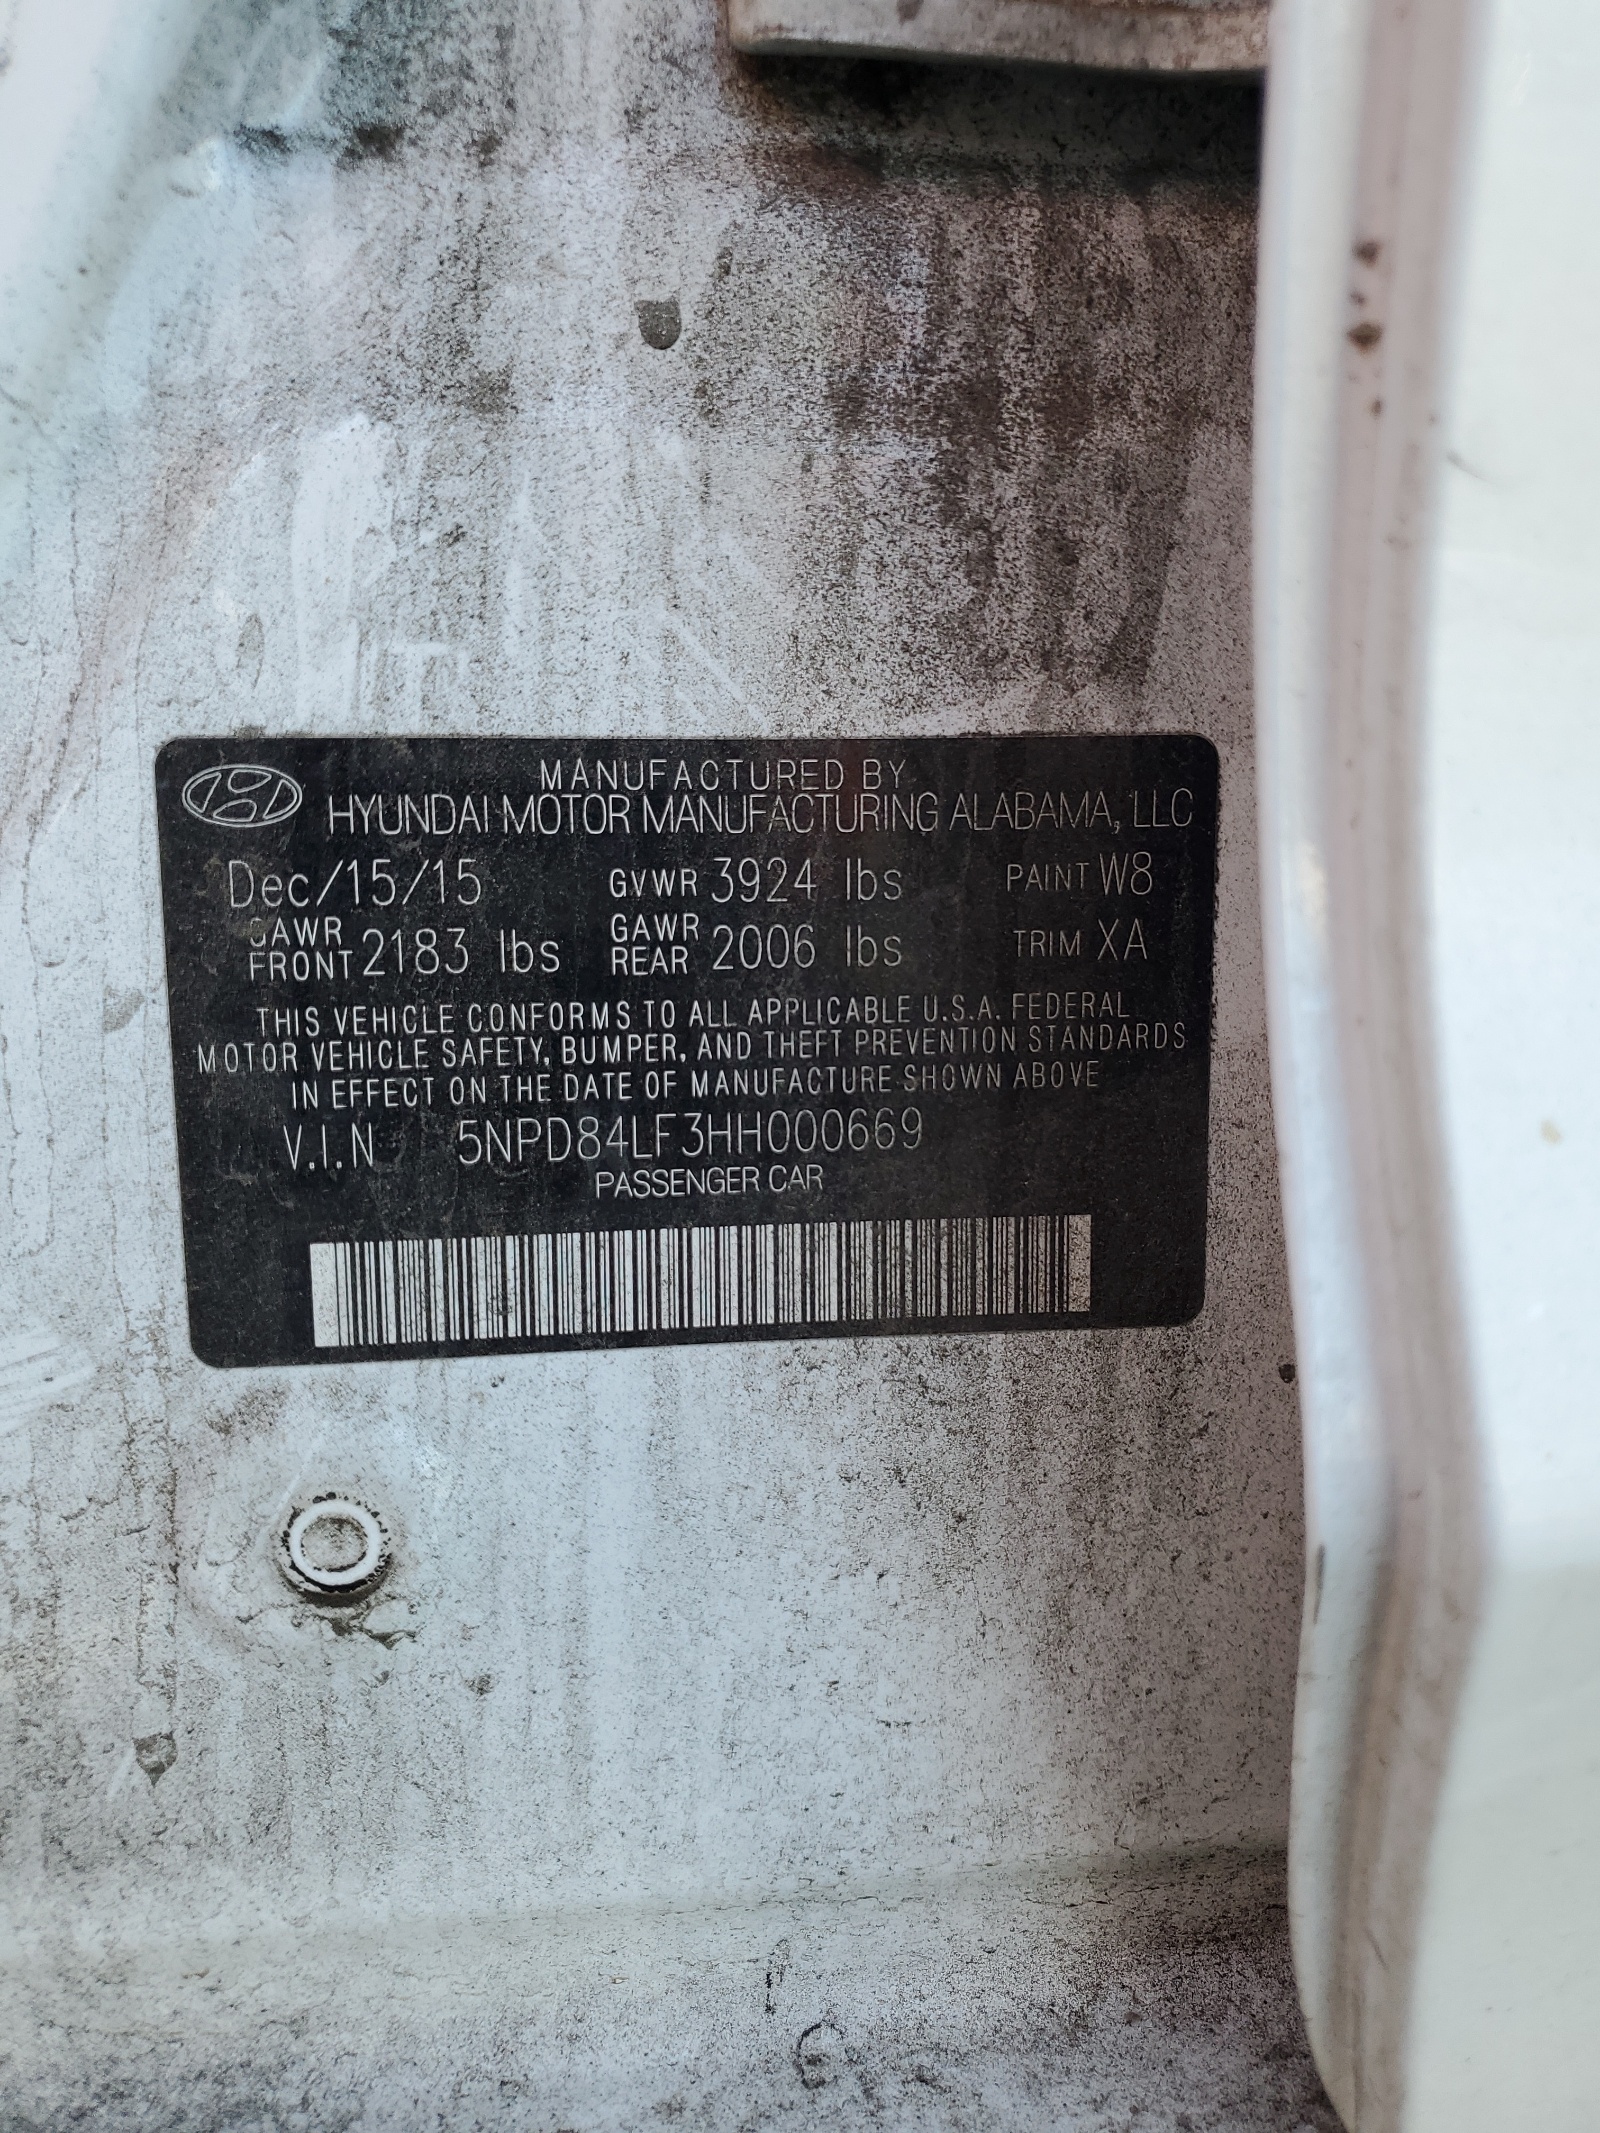 MANUFACTURED BY
HYUNDAI MOTOR MANUFACTURING ALABAMA, LLC
Dec/15/15 GVWR 3924 lbs PAINT W8
GAWR FRONT 2183 lbs GAWR REAR 2006 lbs TRIM XA
THIS VEHICLE CONFORMS TO ALL APPLICABLE U.S.A. FEDERAL
MOTOR VEHICLE SAFETY, BUMPER, AND THEFT PREVENTION STANDARDS
IN EFFECT ON THE DATE OF MANUFACTURE SHOWN ABOVE
V.I.N 5NPD84LF3HH000669
PASSENGER CAR